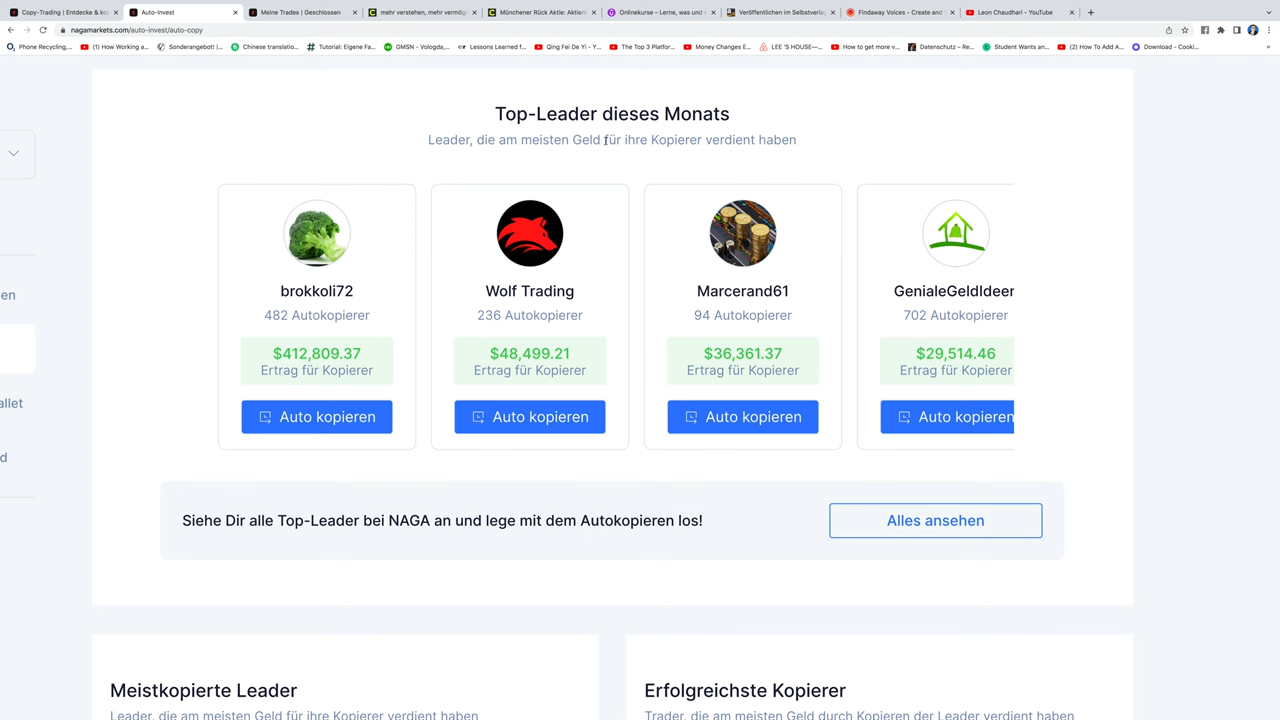 Copy-Trading | Entdecke & ko
Auto-Invest
Meine Trades | Geschlossen
mehr verstehen, mehr vermög
Münchener Rück Aktie: Aktien
Onlinekurse – Lerne, was und
Veröffentlichen im Selbstverlag
Findaway Voices - Create and
Leon Chaudhari - YouTube
nagamarkets.com/auto-invest/auto-copy
Phone Recycling,...
(1) How Working a...
Sonderangebot! |...
Chinese translatio...
Tutorial: Eigene Fa...
GMSN - Vologda,...
Lessons Learned f...
Qing Fei De Yi - Y...
The Top 3 Platfor...
Money Changes E...
LEE 'S HOUSE—...
How to get more v...
Datenschutz – Re...
Student Wants an...
(2) How To Add A...
Download - Cooki...
Top-Leader dieses Monats
Leader, die am meisten Geld für ihre Kopierer verdient haben
brokkoli72
482 Autokopierer
$412,809.37
Ertrag für Kopierer
Auto kopieren
Wolf Trading
236 Autokopierer
$48,499.21
Ertrag für Kopierer
Auto kopieren
Marcerand61
94 Autokopierer
$36,361.37
Ertrag für Kopierer
Auto kopieren
GenialeGeldIdeen
702 Autokopierer
$29,514.46
Ertrag für Kopierer
Auto kopieren
en
allet
d
Siehe Dir alle Top-Leader bei NAGA an und lege mit dem Autokopieren los!
Alles ansehen
Meistkopierte Leader
Leader, die am meisten Geld für ihre Kopierer verdient haben
Erfolgreichste Kopierer
Trader, die am meisten Geld durch Kopieren der Leader verdient haben